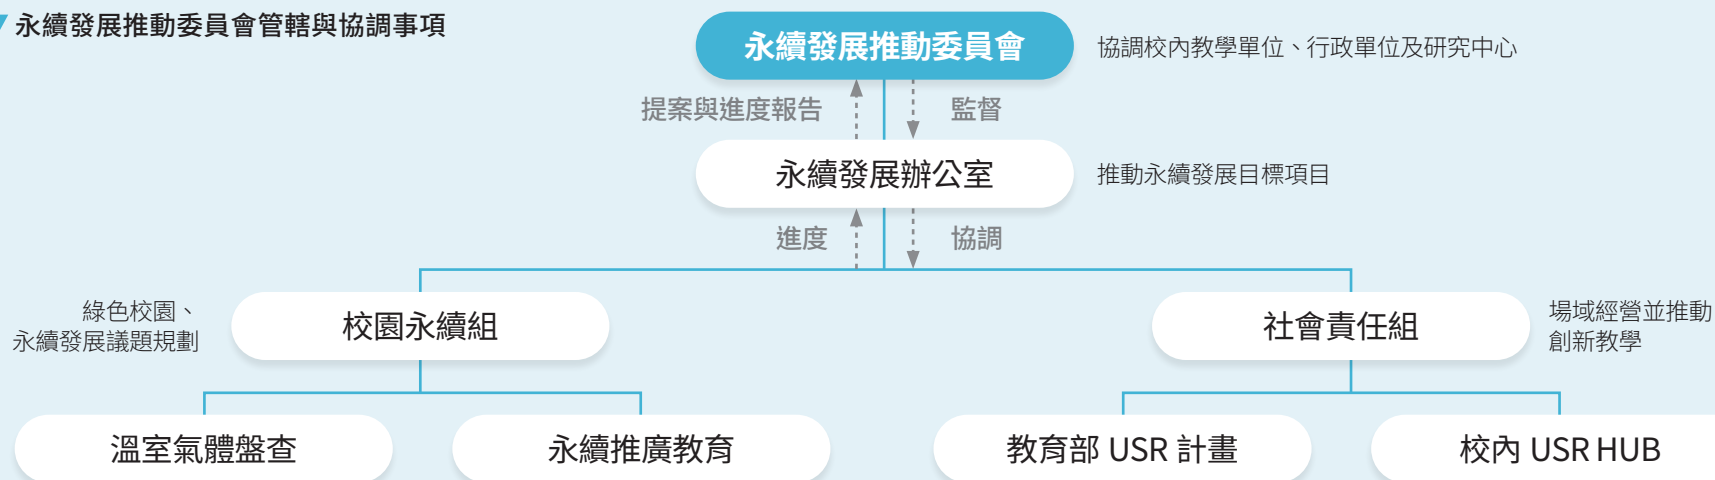 永續發展推動委員會管轄與協調事項
永續發展推動委員會
協調校內教學單位、行政單位及研究中心
提案與進度報告
監督
永續發展辦公室
推動永續發展目標項目
進度
協調
綠色校園、
永續發展議題規劃
校園永續組
社會責任組
場域經營並推動
創新教學
溫室氣體盤查
永續推廣教育
教育部 USR 計畫
校內 USR HUB